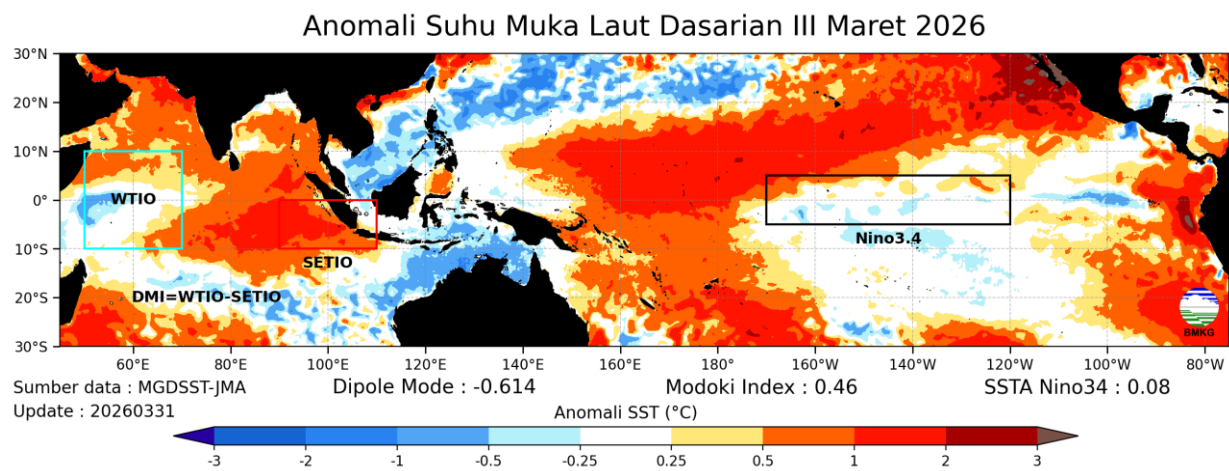 Anomali Suhu Muka Laut Dasarian III Maret 2026
30°N
20°N
10°N
0°
10°S
20°S
30°S
WTIO
SETIO
Nino3.4
DMI=WTIO-SETIO
BMKG
60°E 80°E 100°E 120°E 140°E 160°E 180° 160°W 140°W 120°W 100°W 80°W
Sumber data : MGDSST-JMA Dipole Mode : -0.614 Modoki Index : 0.46 SSTA Nino34 : 0.08
Update : 20260331
Anomali SST (°C)
-3 -2 -1 -0.5 -0.25 0.25 0.5 1 2 3